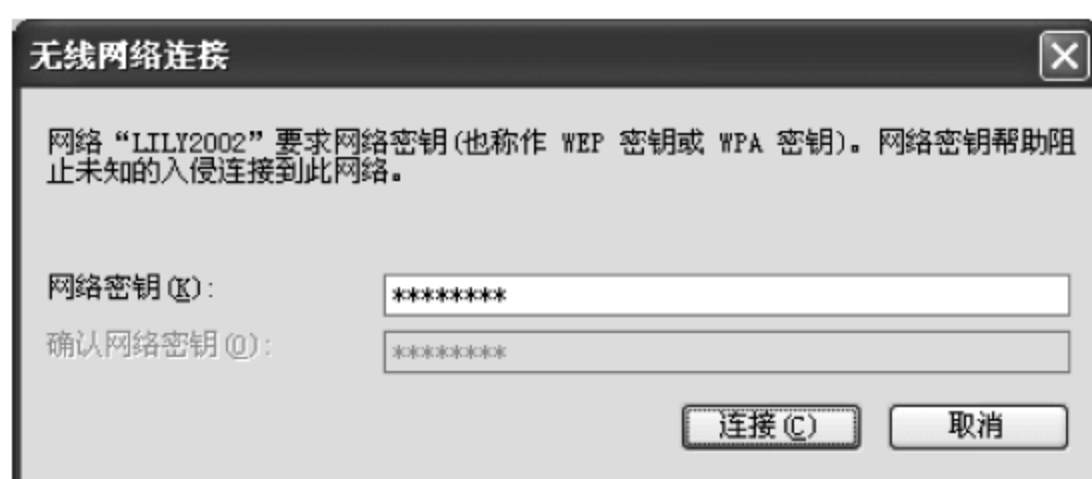 无线网络连接
网络“LILY2002”要求网络密钥(也称作 WEP 密钥或 WPA 密钥)。网络密钥帮助阻
止未知的入侵连接到此网络。
网络密钥(K): ********
确认网络密钥(O): ********
连接(C) 取消